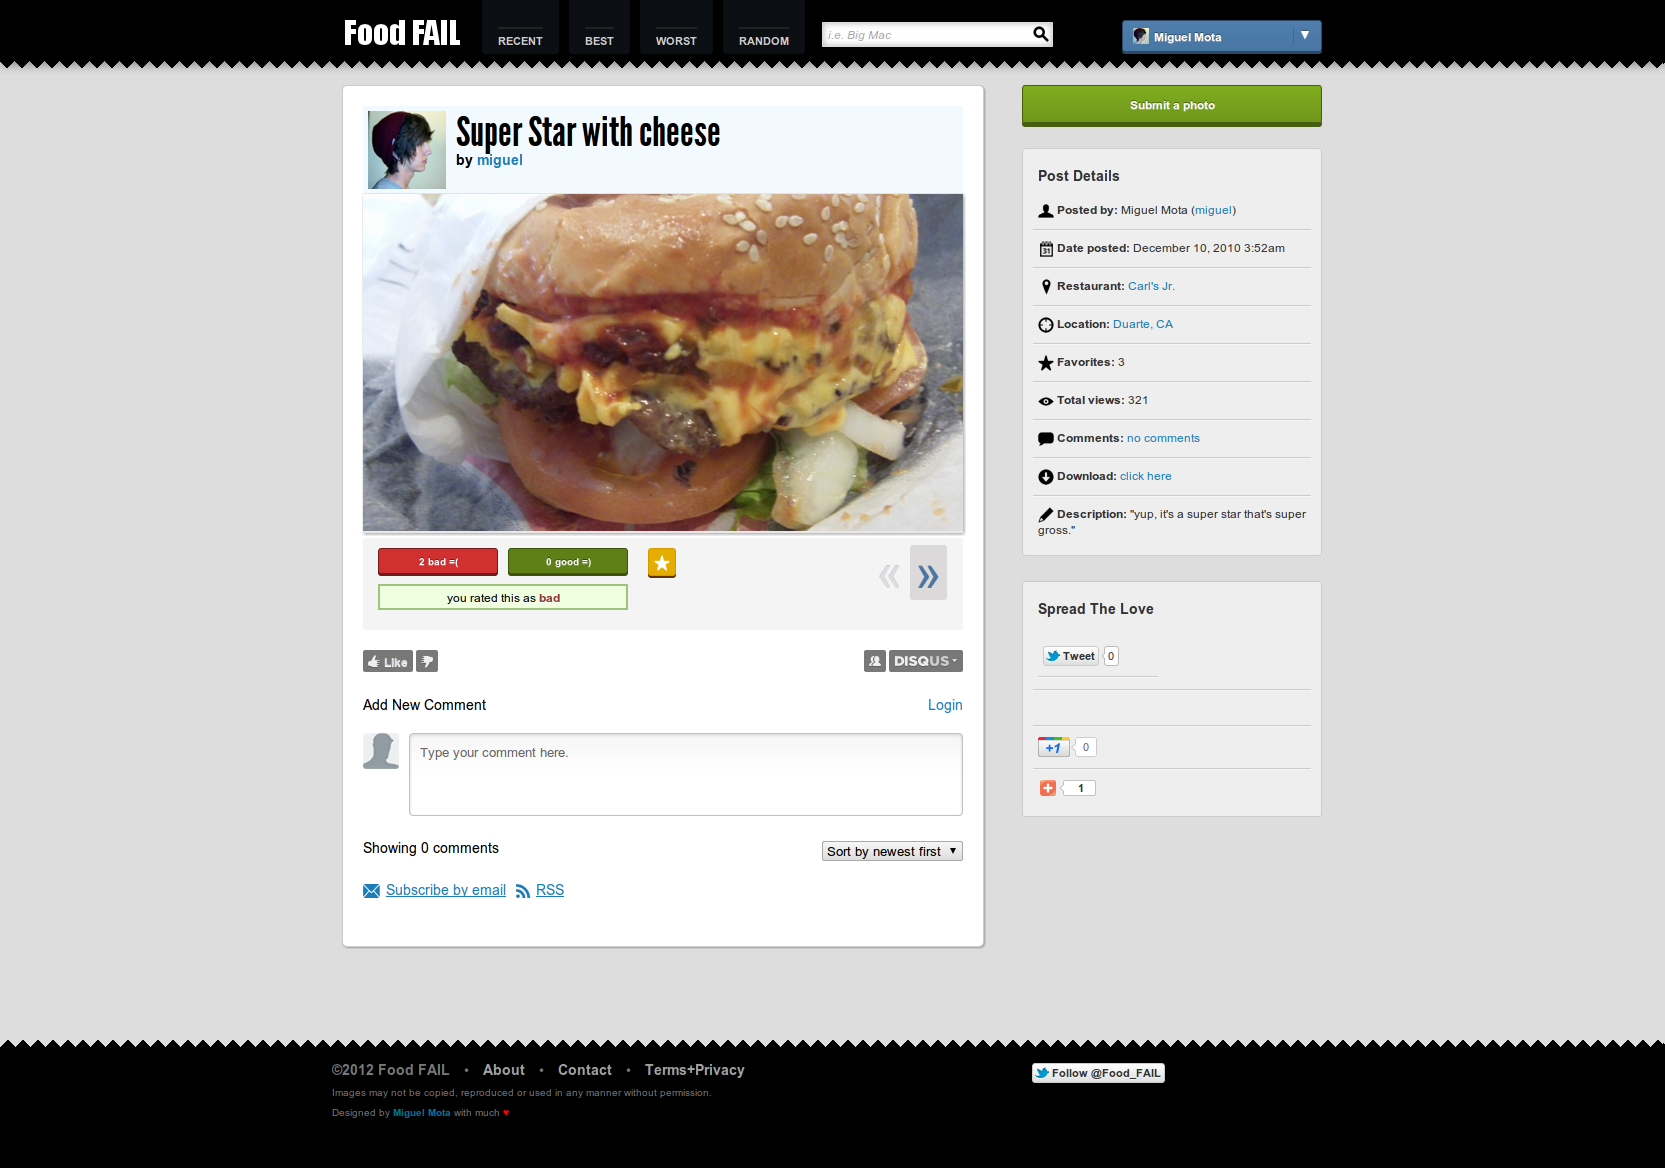 Food FAIL
RECENT
BEST
WORST
RANDOM
i.e. Big Mac
Miguel Mota ▼
Super Star with cheese
by miguel
2 bad =(
0 good =)
you rated this as bad
Like
DISQUS
Add New Comment
Login
Type your comment here.
Showing 0 comments
Sort by newest first ▼
Subscribe by email
RSS
Submit a photo
Post Details
Posted by: Miguel Mota (miguel)
31
Date posted: December 10, 2010 3:52am
Restaurant: Carl's Jr.
Location: Duarte, CA
Favorites: 3
Total views: 321
Comments: no comments
Download: click here
Description: "yup, it's a super star that's super
gross."
Spread The Love
Tweet 0
+1 0
1
©2012 Food FAIL • About • Contact • Terms+Privacy
Images may not be copied, reproduced or used in any manner without permission.
Designed by Miguel Mota with much ♥
Follow @Food_FAIL